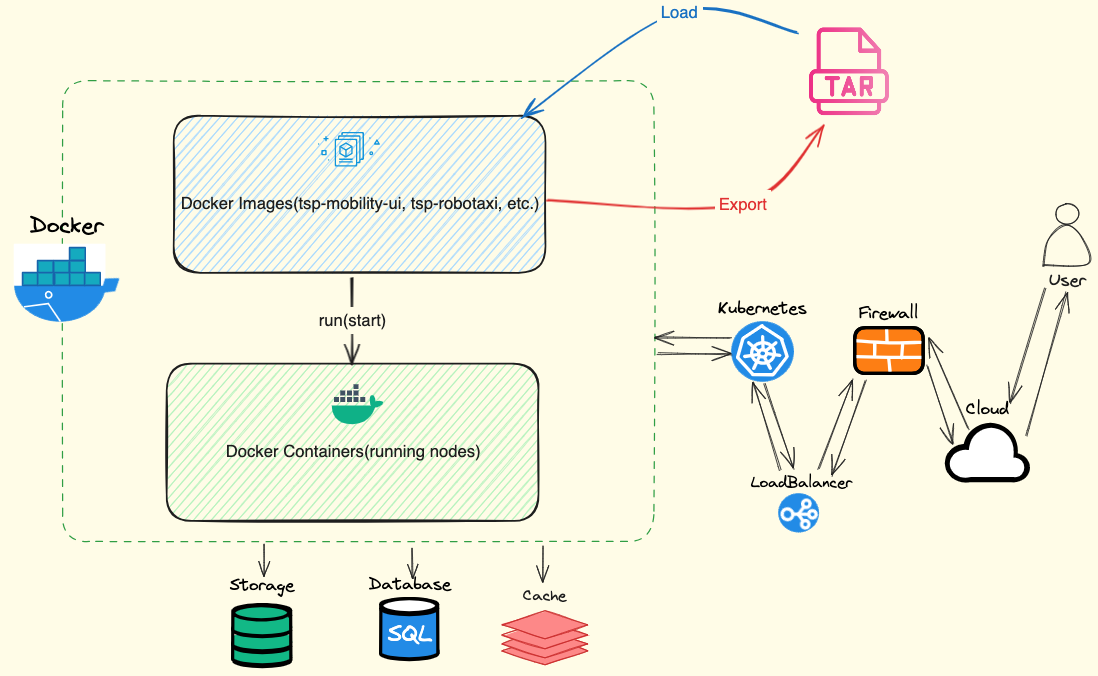 Load
TAR
Docker Images(tsp-mobility-ui, tsp-robotaxi, etc.)
Export
Docker
User
run(start)
Kubernetes
Firewall
Cloud
Docker Containers(running nodes)
LoadBalancer
Storage
Database
Cache
SQL